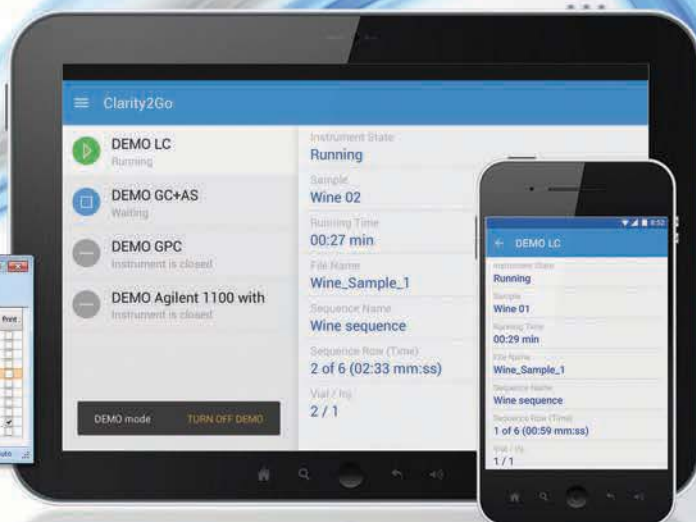 Clarity2Go
DEMO LC
Running
DEMO GC+AS
Waiting
DEMO GPC
Instrument is closed
DEMO Agilent 1100 with
Instrument is closed
DEMO mode
TURN OFF DEMO
Instrument State
Running
Sample
Wine 02
Running Time
00:27 min
File Name
Wine_Sample_1
Sequence Name
Wine sequence
Sequence Row (Time)
2 of 6 (02:33 mm:ss)
Vial / Inj
2 / 1
8:52
DEMO LC
Instrument State
Running
Sample
Wine 01
Running Time
00:29 min
File Name
Wine_Sample_1
Sequence Name
Wine sequence
Sequence Row (Time)
1 of 6 (00:59 mm:ss)
Vial / Inj
1 / 1
Print